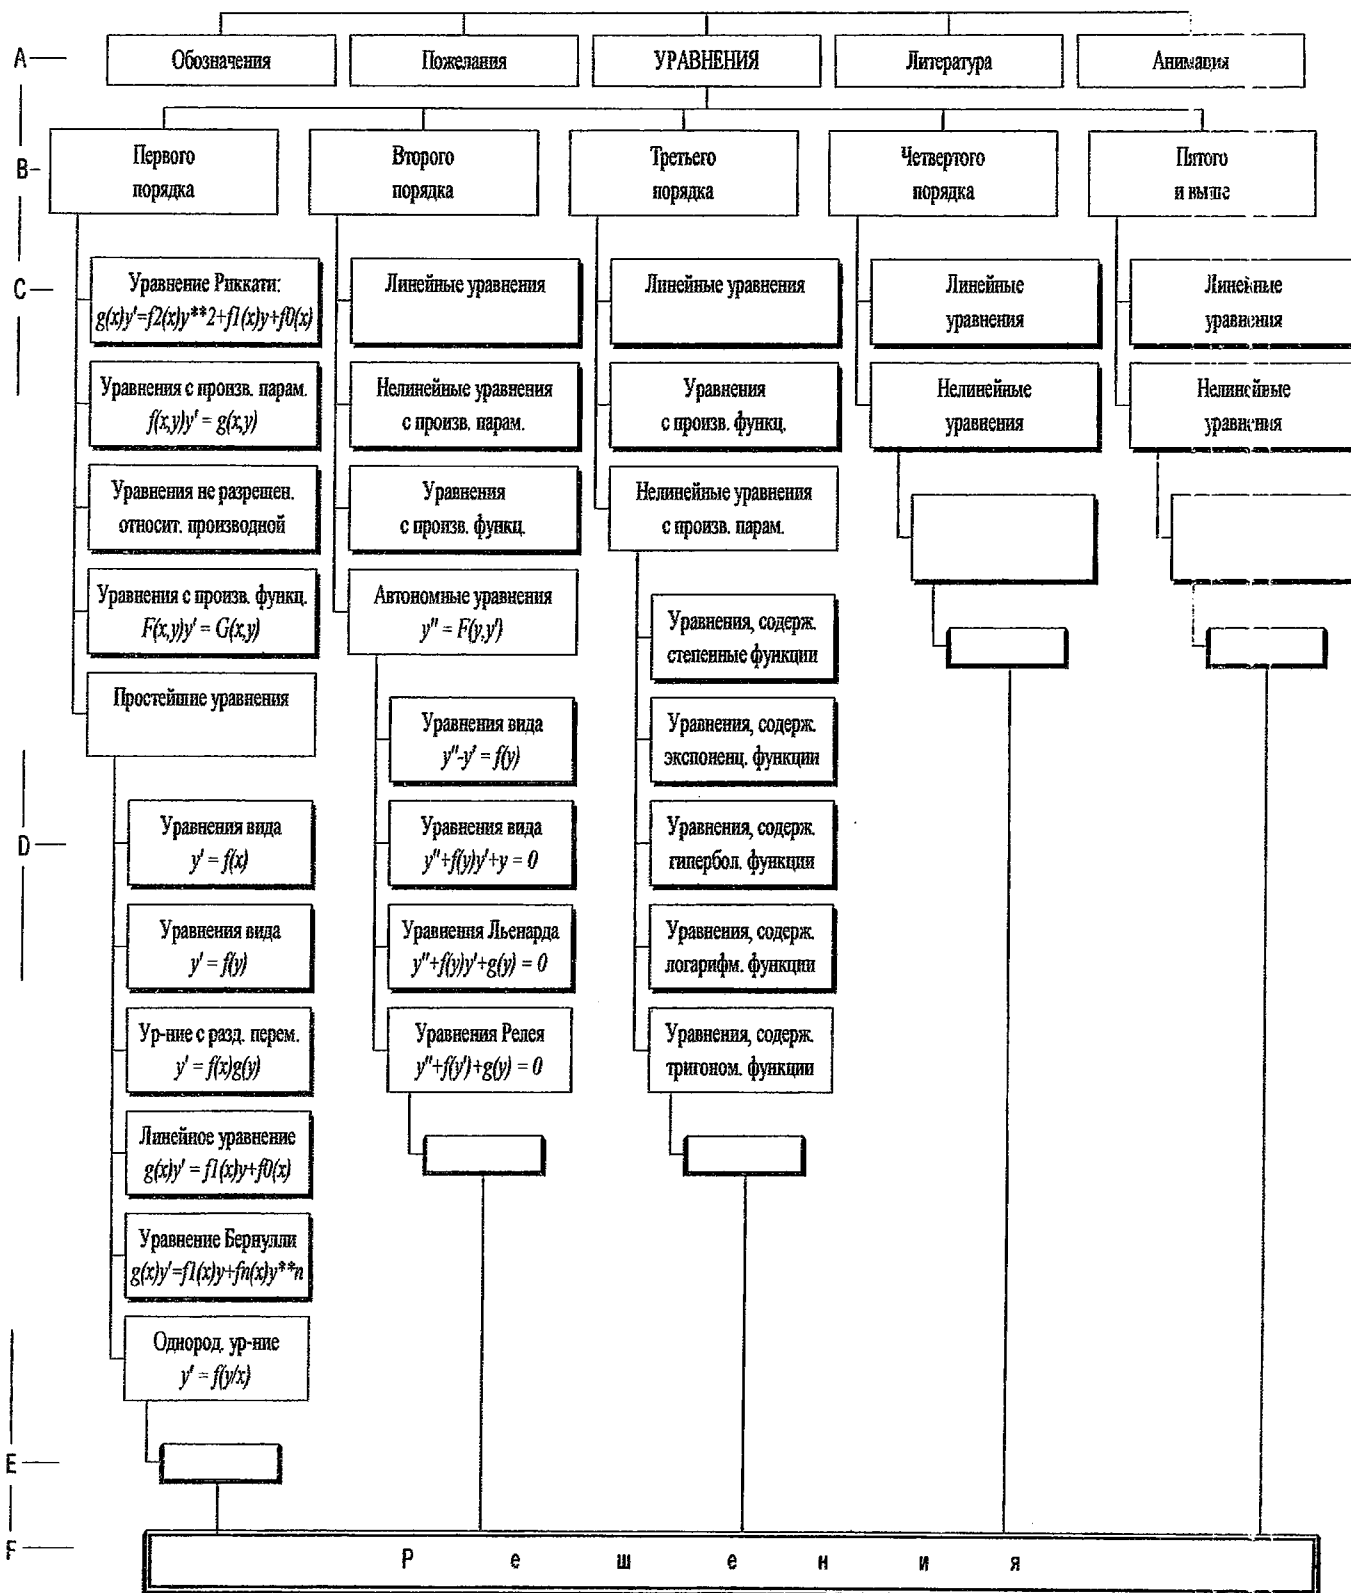 A
Обозначения
Пожелания
УРАВНЕНИЯ
Литература
Анимация
B
Первого
порядка
Второго
порядка
Третьего
порядка
Четвертого
порядка
Пятого
и выше
C
Уравнение Риккати:
g(x)y'=f2(x)y**2+f1(x)y+f0(x)
Уравнения с произв. парам.
f(x,y)y' = g(x,y)
Уравнения не разрешен.
относит. производной
Уравнения с произв. функц.
F(x,y)y' = G(x,y)
Простейшие уравнения
Линейные уравнения
Нелинейные уравнения
с произв. парам.
Уравнения
с произв. функц.
Автономные уравнения
y'' = F(y,y')
Линейные уравнения
Уравнения
с произв. функц.
Нелинейные уравнения
с произв. парам.
Линейные
уравнения
Нелинейные
уравнения
Линейные
уравнения
Нелинейные
уравнения
D
Уравнения вида
y' = f(x)
Уравнения вида
y' = f(y)
Ур-ние с разд. перем.
y' = f(x)g(y)
Линейное уравнение
g(x)y' = f1(x)y+f0(x)
Уравнение Бернулли
g(x)y'=f1(x)y+fn(x)y**n
Однород. ур-ние
y' = f(y/x)
Уравнения вида
y''-y' = f(y)
Уравнения вида
y''+f(y)y'+y = 0
Уравнения Льенарда
y''+f(y)y'+g(y) = 0
Уравнения Релея
y''+f(y')+g(y) = 0
Уравнения, содерж.
степенные функции
Уравнения, содерж.
экспоненц. функции
Уравнения, содерж.
гипербол. функции
Уравнения, содерж.
логарифм. функции
Уравнения, содерж.
тригоном. функции
E
F
Р е ш е н и я